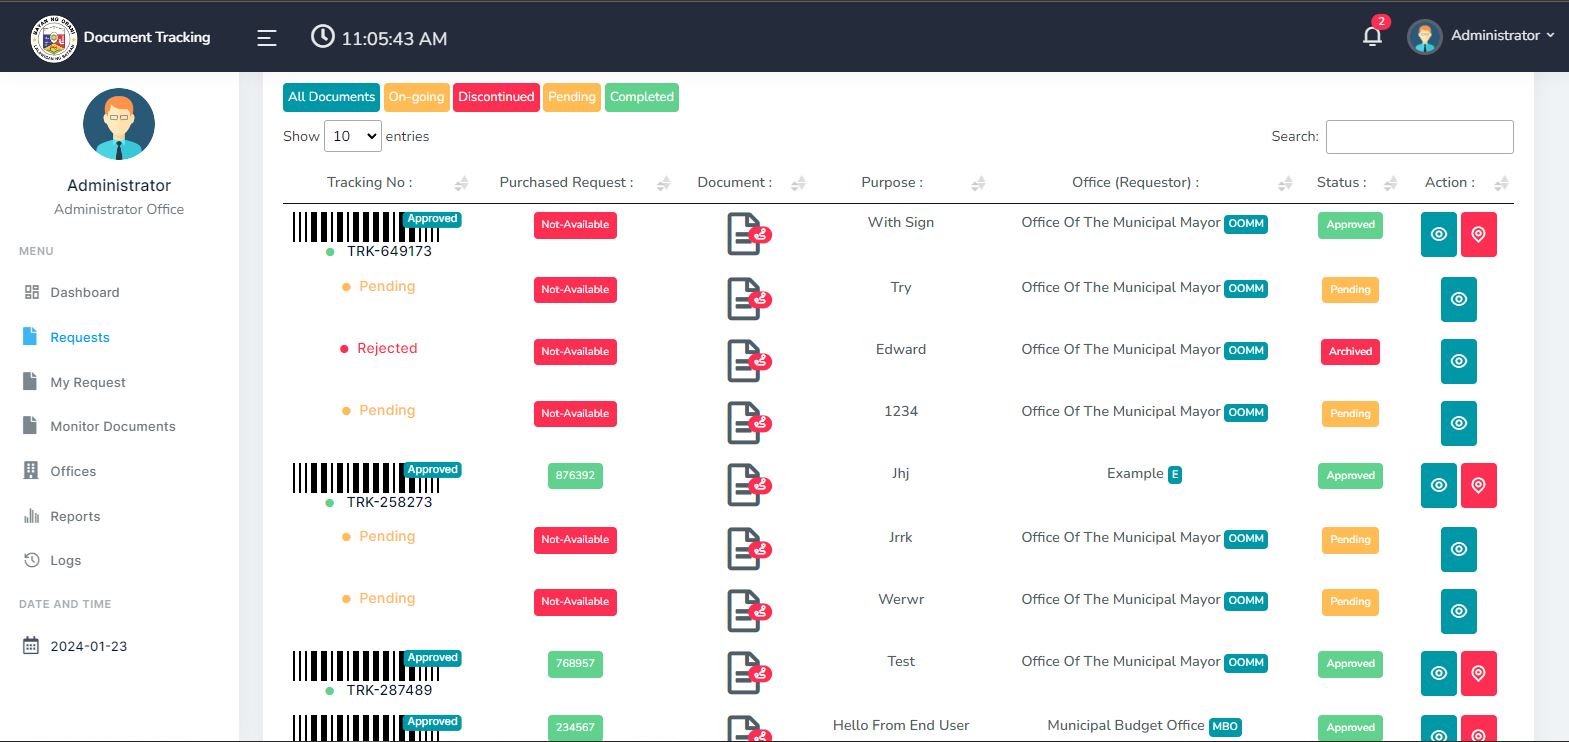 Document Tracking
11:05:43 AM
2
Administrator
Administrator
Administrator Office
MENU
Dashboard
Requests
My Request
Monitor Documents
Offices
Reports
Logs
DATE AND TIME
2024-01-23
All Documents On-going Discontinued Pending Completed
Show 10 entries
Search:
Tracking No : Purchased Request : Document : Purpose : Office (Requestor) : Status : Action :
Approved Not-Available With Sign Office Of The Municipal Mayor OOMM Approved
TRK-649173
Pending Not-Available Try Office Of The Municipal Mayor OOMM Pending
Rejected Not-Available Edward Office Of The Municipal Mayor OOMM Archived
Pending Not-Available 1234 Office Of The Municipal Mayor OOMM Pending
Approved 876392 Jhj Example E Approved
TRK-258273
Pending Not-Available Jrrk Office Of The Municipal Mayor OOMM Pending
Pending Not-Available Werwr Office Of The Municipal Mayor OOMM Pending
Approved 768957 Test Office Of The Municipal Mayor OOMM Approved
TRK-287489
Approved 234567 Hello From End User Municipal Budget Office MBO Approved